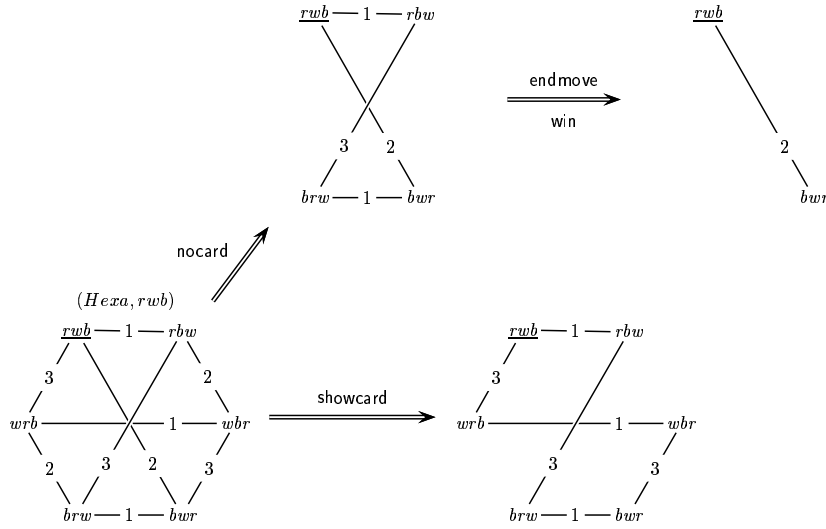 rwb 1 rbw
3 2
brw 1 bwr
endmove
win
rwb
2
bwr
nocard
(Hexa, rwb)
rwb 1 rbw
3 2
wrb 1 wbr
2 3 2 3
brw 1 bwr
showcard
rwb 1 rbw
3
wrb 1 wbr
3 3
brw 1 bwr